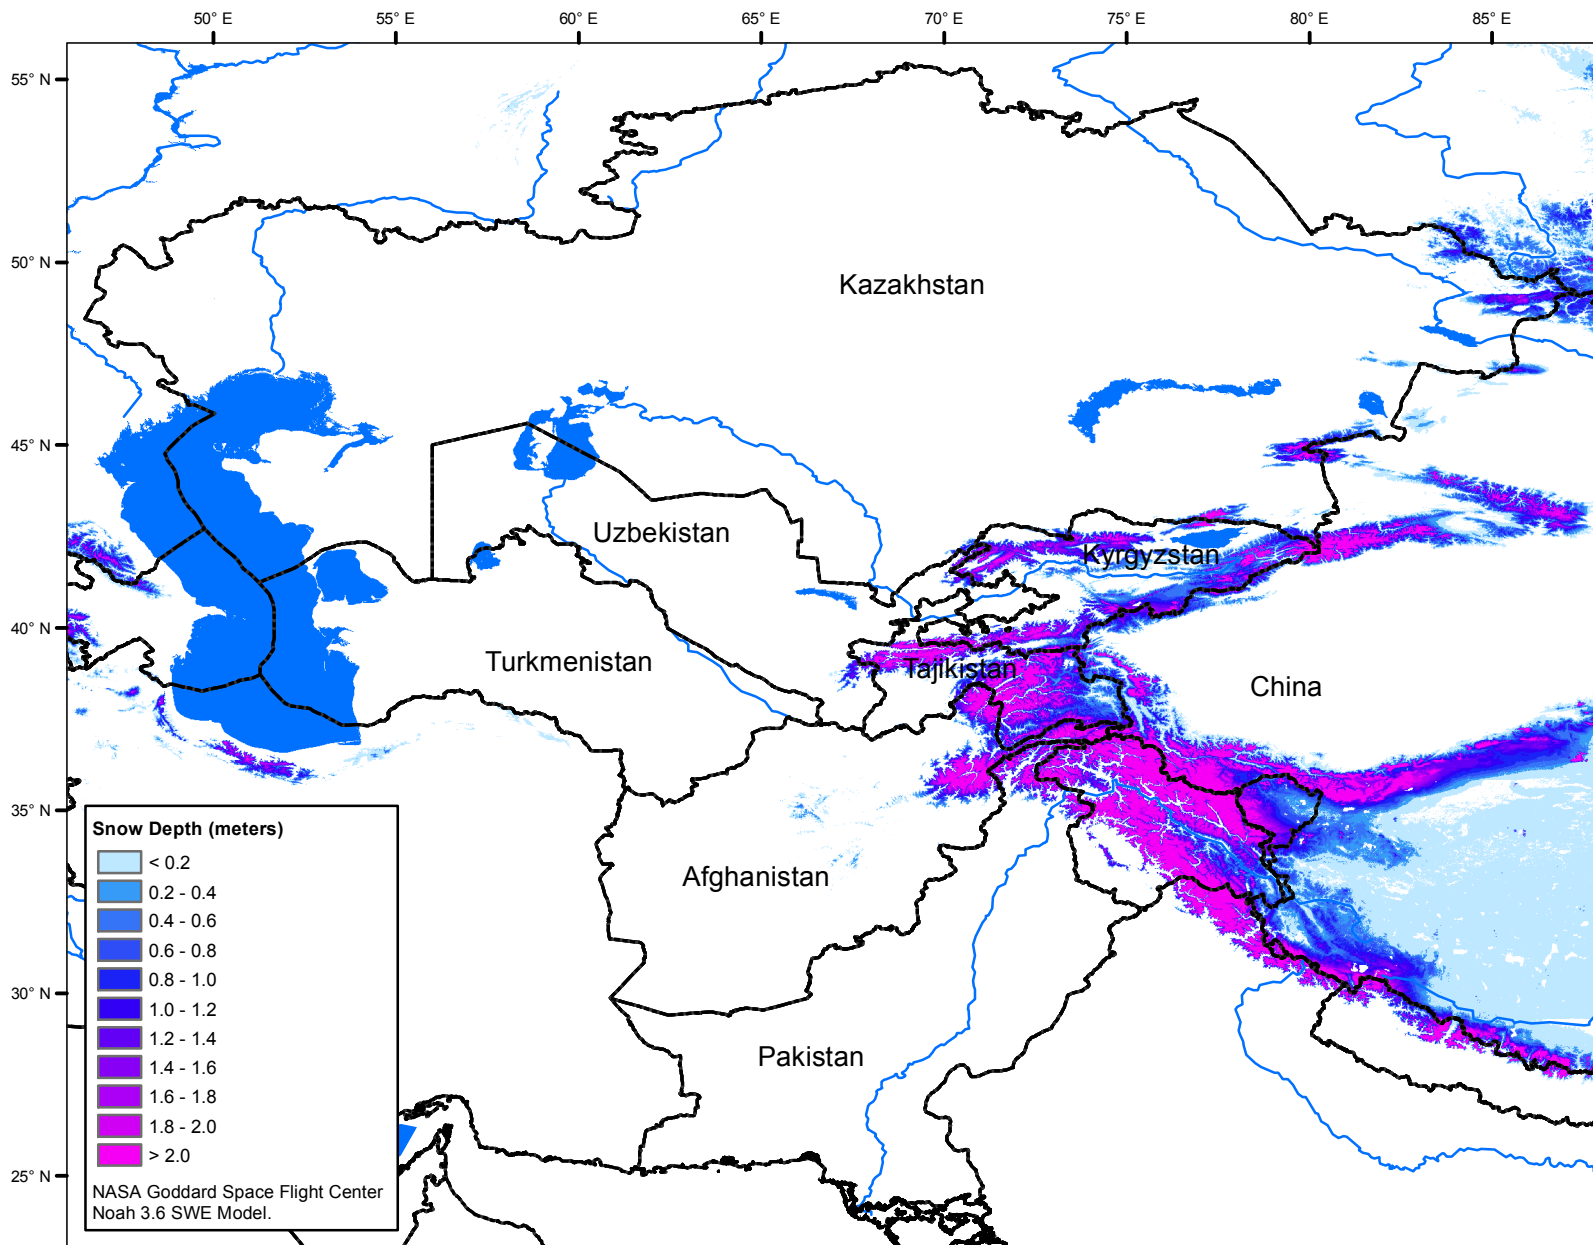 50° E 55° E 60° E 65° E 70° E 75° E 80° E 85° E
55° N
50° N
45° N
40° N
35° N
30° N
25° N
Kazakhstan
Uzbekistan
Kyrgyzstan
Turkmenistan
Tajikistan
China
Afghanistan
Pakistan
Snow Depth (meters)
< 0.2
0.2 - 0.4
0.4 - 0.6
0.6 - 0.8
0.8 - 1.0
1.0 - 1.2
1.2 - 1.4
1.4 - 1.6
1.6 - 1.8
1.8 - 2.0
> 2.0
NASA Goddard Space Flight Center
Noah 3.6 SWE Model.